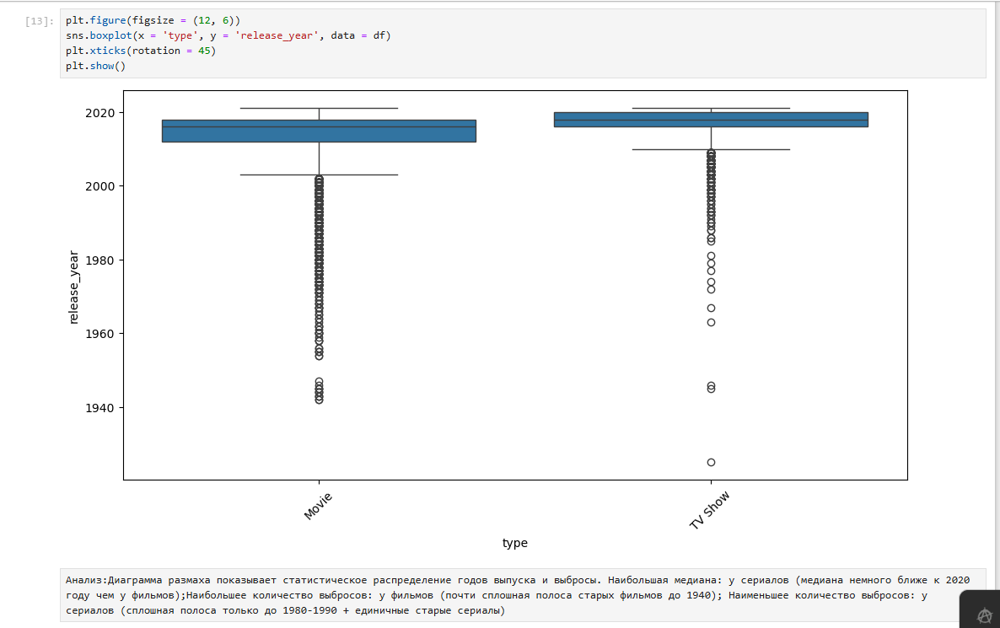 [13]:
plt.figure(figsize = (12, 6))
sns.boxplot(x = 'type', y = 'release_year', data = df)
plt.xticks(rotation = 45)
plt.show()
2020
2000
1980
1960
1940
release_year
Movie
TV Show
type
Анализ:Диаграмма размаха показывает статистическое распределение годов выпуска и выбросы. Наибольшая медиана: у сериалов (медиана немного ближе к 2020
году чем у фильмов);Наибольшее количество выбросов: у фильмов (почти сплошная полоса старых фильмов до 1940); Наименьшее количество выбросов: у
сериалов (сплошная полоса только до 1980-1990 + единичные старые сериалы)